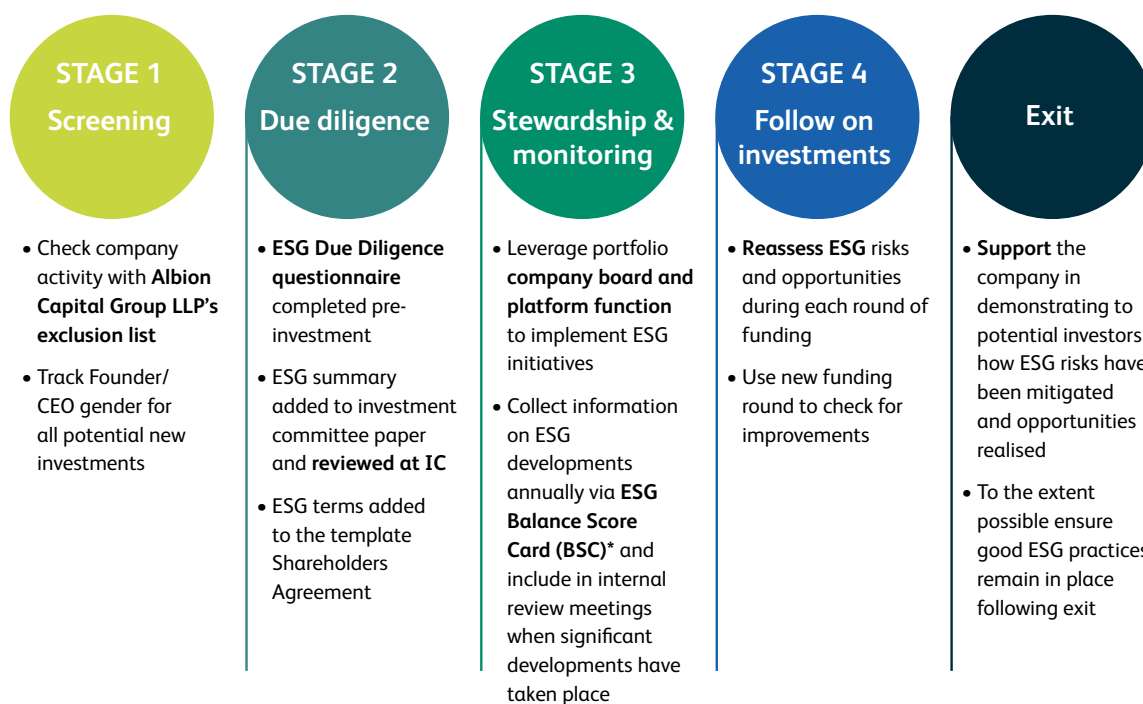 STAGE 1
Screening
• Check company
activity with Albion
Capital Group LLP’s
exclusion list
• Track Founder/
CEO gender for
all potential new
investments
STAGE 2
Due diligence
• ESG Due Diligence
questionnaire
completed pre-
investment
• ESG summary
added to investment
committee paper
and reviewed at IC
• ESG terms added
to the template
Shareholders
Agreement
STAGE 3
Stewardship &
monitoring
• Leverage portfolio
company board and
platform function
to implement ESG
initiatives
• Collect information
on ESG
developments
annually via ESG
Balance Score
Card (BSC)* and
include in internal
review meetings
when significant
developments have
taken place
STAGE 4
Follow on
investments
• Reassess ESG risks
and opportunities
during each round of
funding
• Use new funding
round to check for
improvements
Exit
• Support the
company in
demonstrating to
potential investors
how ESG risks have
been mitigated
and opportunities
realised
• To the extent
possible ensure
good ESG practices
remain in place
following exit